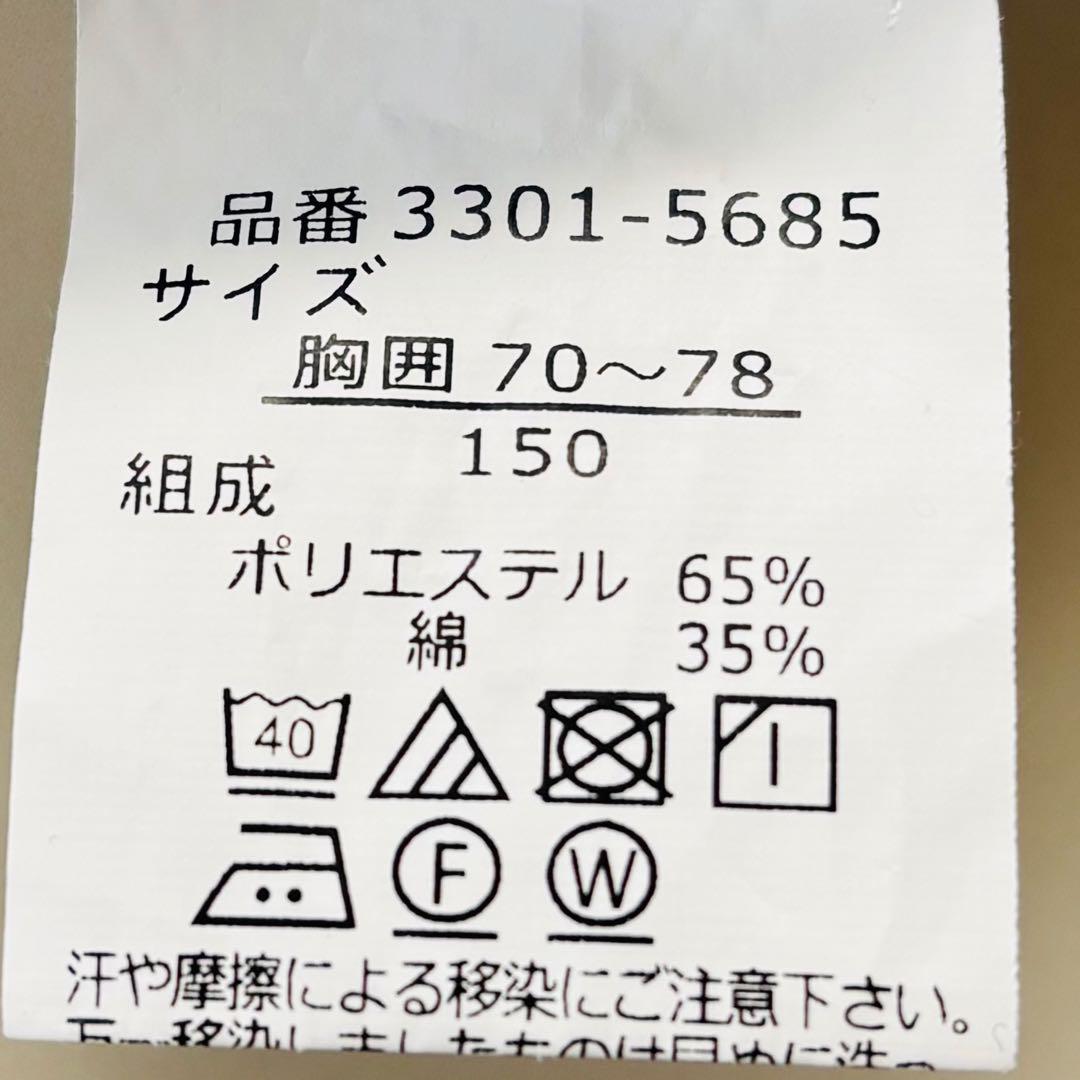 品番 3301-5685
サイズ
胸囲 70～78
150
組成
ポリエステル 65%
綿 35%
40
F W
汗や摩擦による移染にご注意下さい。